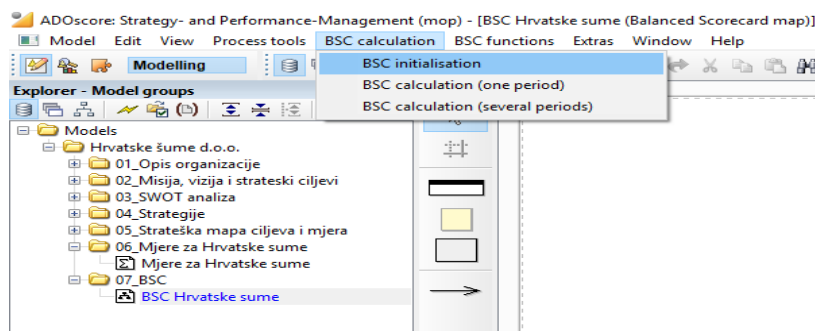 ADOscore: Strategy- and Performance-Management (mop) - [BSC Hrvatske sume (Balanced Scorecard map)]
Model Edit View Process tools BSC calculation BSC functions Extras Window Help
Modelling
BSC initialisation
BSC calculation (one period)
BSC calculation (several periods)
Explorer - Model groups
Models
Hrvatske šume d.o.o.
01_Opis organizacije
02_Misija, vizija i strateski ciljevi
03_SWOT analiza
04_Strategije
05_Strateška mapa ciljeva i mjera
06_Mjere za Hrvatske sume
Mjere za Hrvatske sume
07_BSC
BSC Hrvatske sume